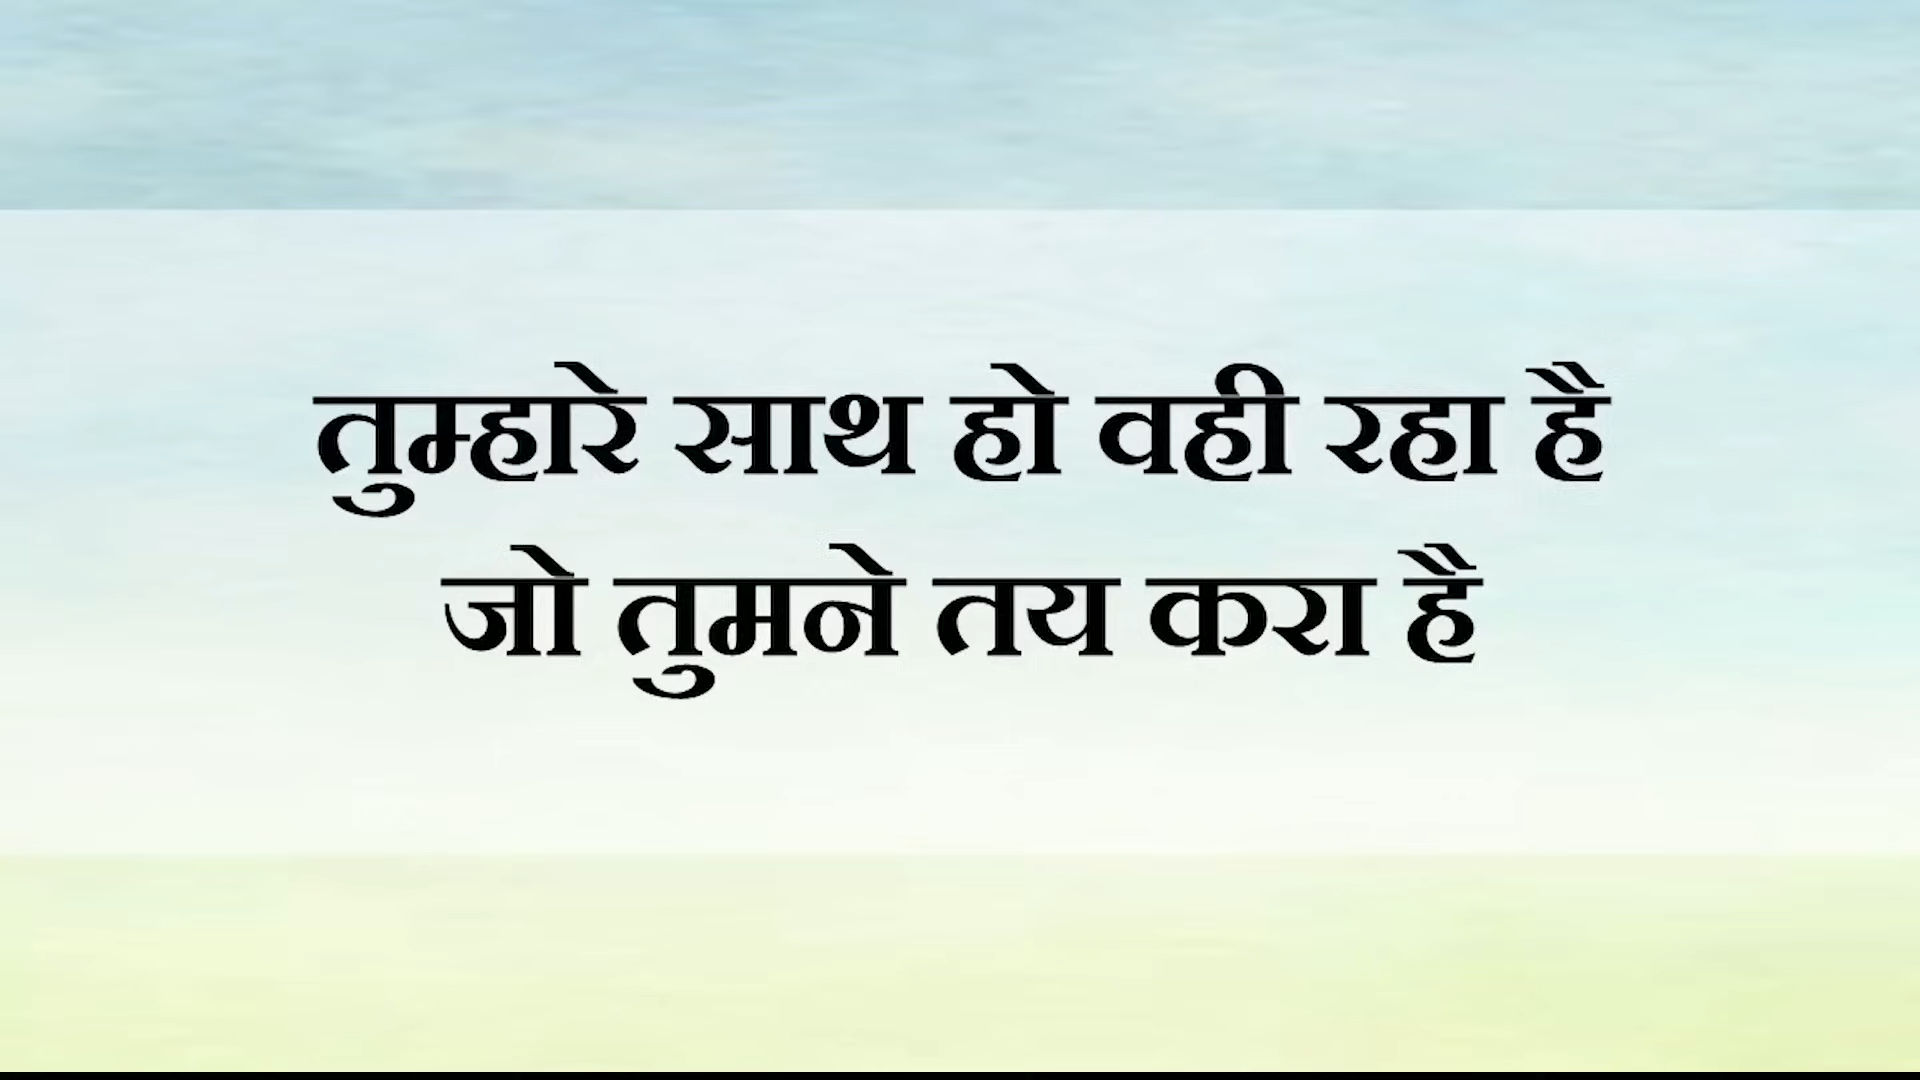 तुम्हारे साथ हो वही रहा है
जो तुमने तय करा है